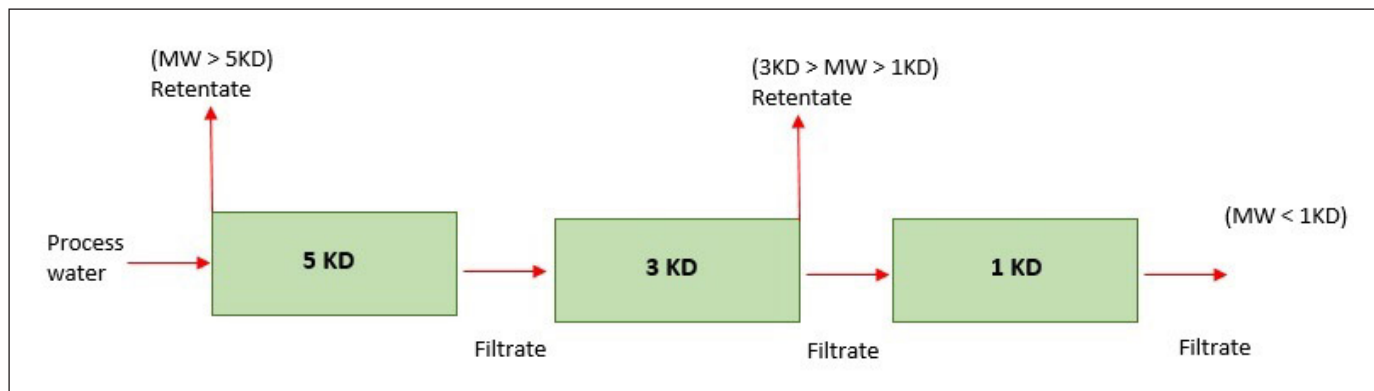 (MW > 5KD)
Retentate
(3KD > MW > 1KD)
Retentate
(MW < 1KD)
Process
water
5 KD
3 KD
1 KD
Filtrate
Filtrate
Filtrate